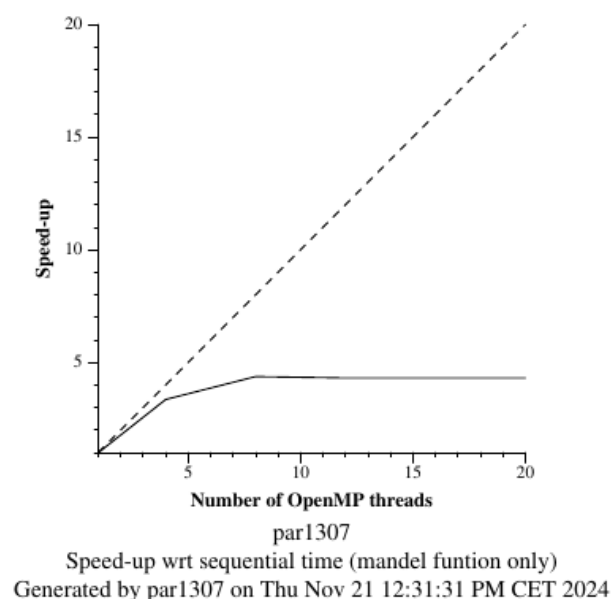 20
15
10
5
Speed-up
5
10
15
20
Number of OpenMP threads
par1307
Speed-up wrt sequential time (mandel funtion only)
Generated by par1307 on Thu Nov 21 12:31:31 PM CET 2024